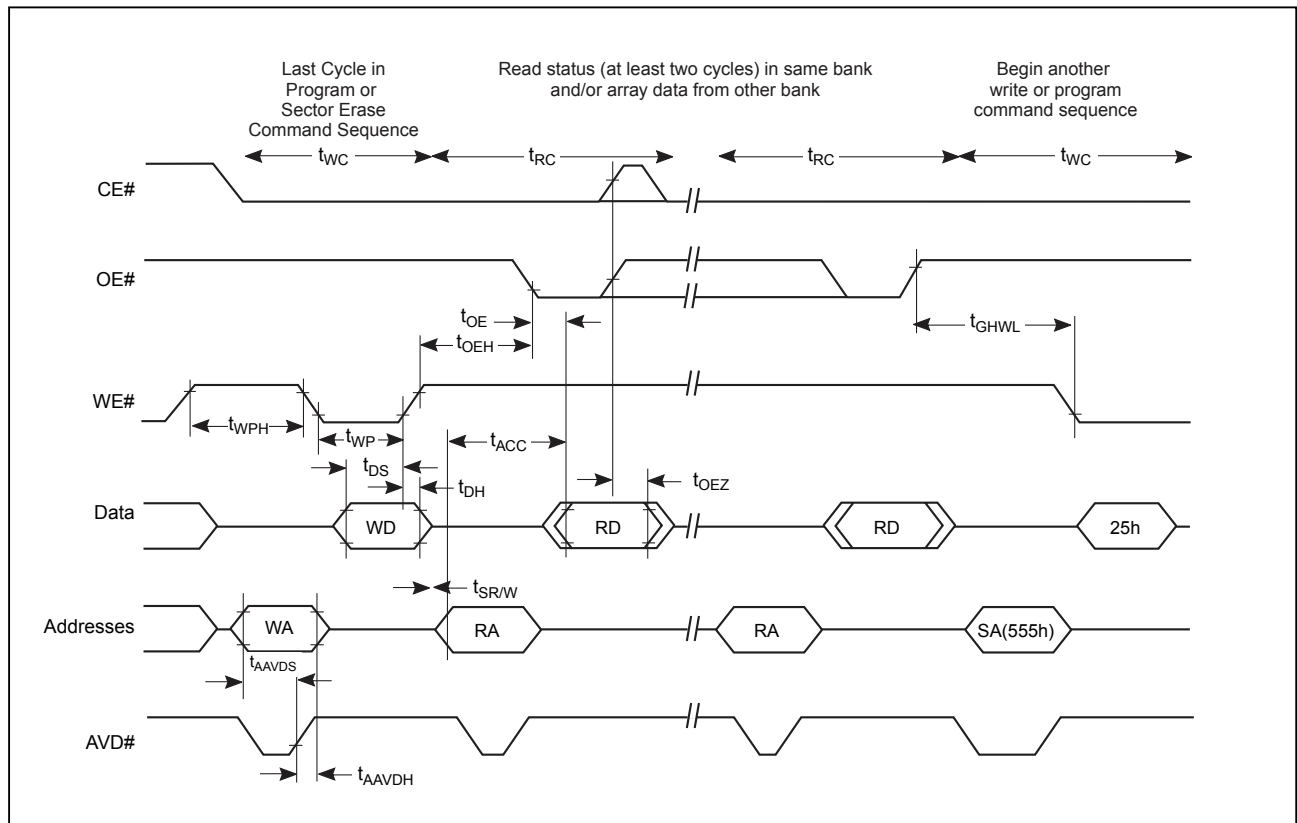 Last Cycle in
Program or
Sector Erase
Command Sequence
Read status (at least two cycles) in same bank
and/or array data from other bank
Begin another
write or program
command sequence
tWC
tRC
tRC
tWC
CE#
OE#
tOE
tOEH
tGHWL
WE#
tWPH
tWP
tACC
tDS
tDH
tOEZ
Data
WD
RD
RD
25h
tSR/W
Addresses
WA
RA
RA
SA(555h)
tAAVDS
AVD#
tAAVDH